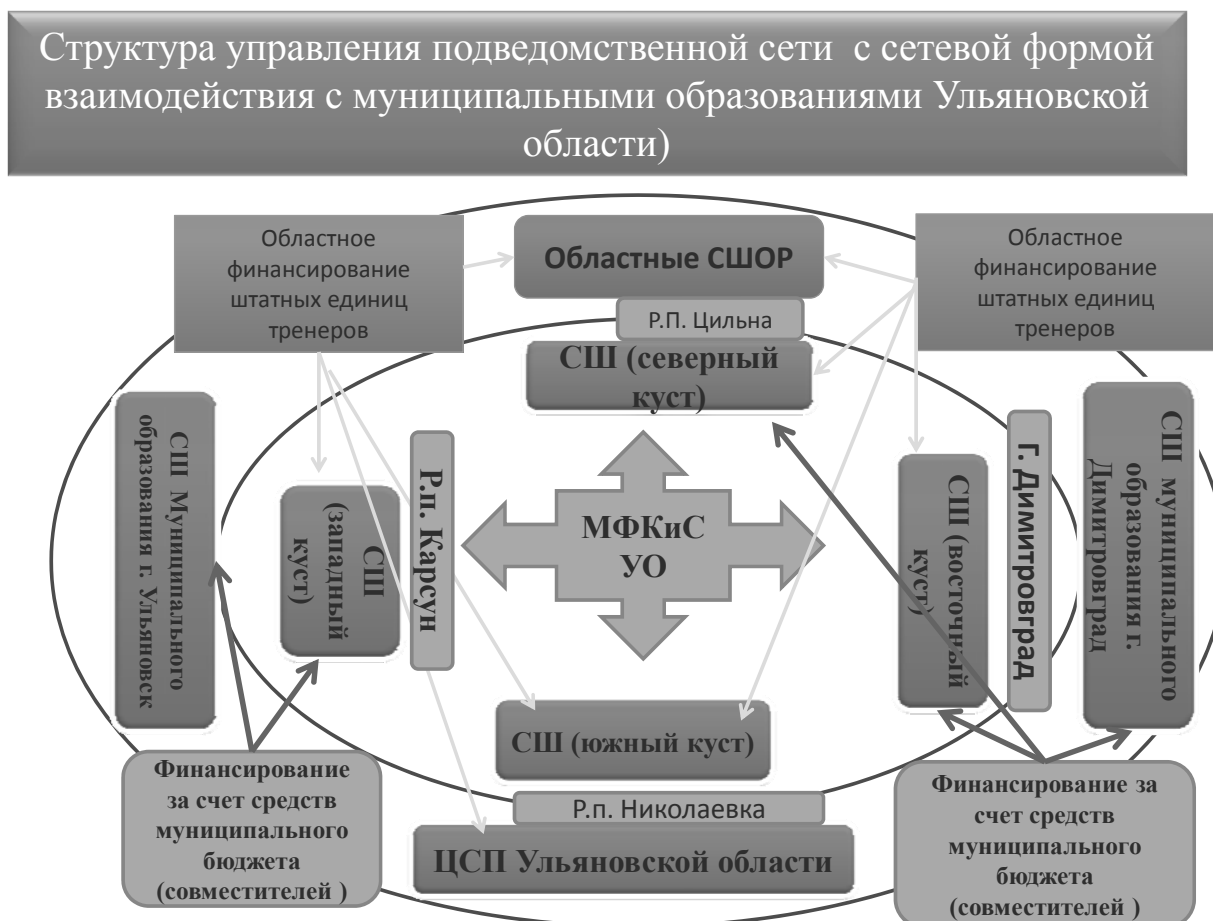 Структура управления подведомственной сети с сетевой формой
взаимодействия с муниципальными образованиями Ульяновской
области)
Областное
финансирование
штатных единиц
тренеров
Областные СШОР
Областное
финансирование
штатных единиц
тренеров
Р.П. Цильна
СШ (северный
куст)
СШ Муниципального
образования г. Ульяновск
СШ
(западный
куст)
Р.п. Карсун
МФКиС
УО
СШ (восточный
куст)
Г. Димитровград
СШ муниципального
образования г.
Димитровград
СШ (южный куст)
Р.п. Николаевка
ЦСП Ульяновской области
Финансирование
за счет средств
муниципального
бюджета
(совместителей )
Финансирование за
счет средств
муниципального
бюджета
(совместителей )